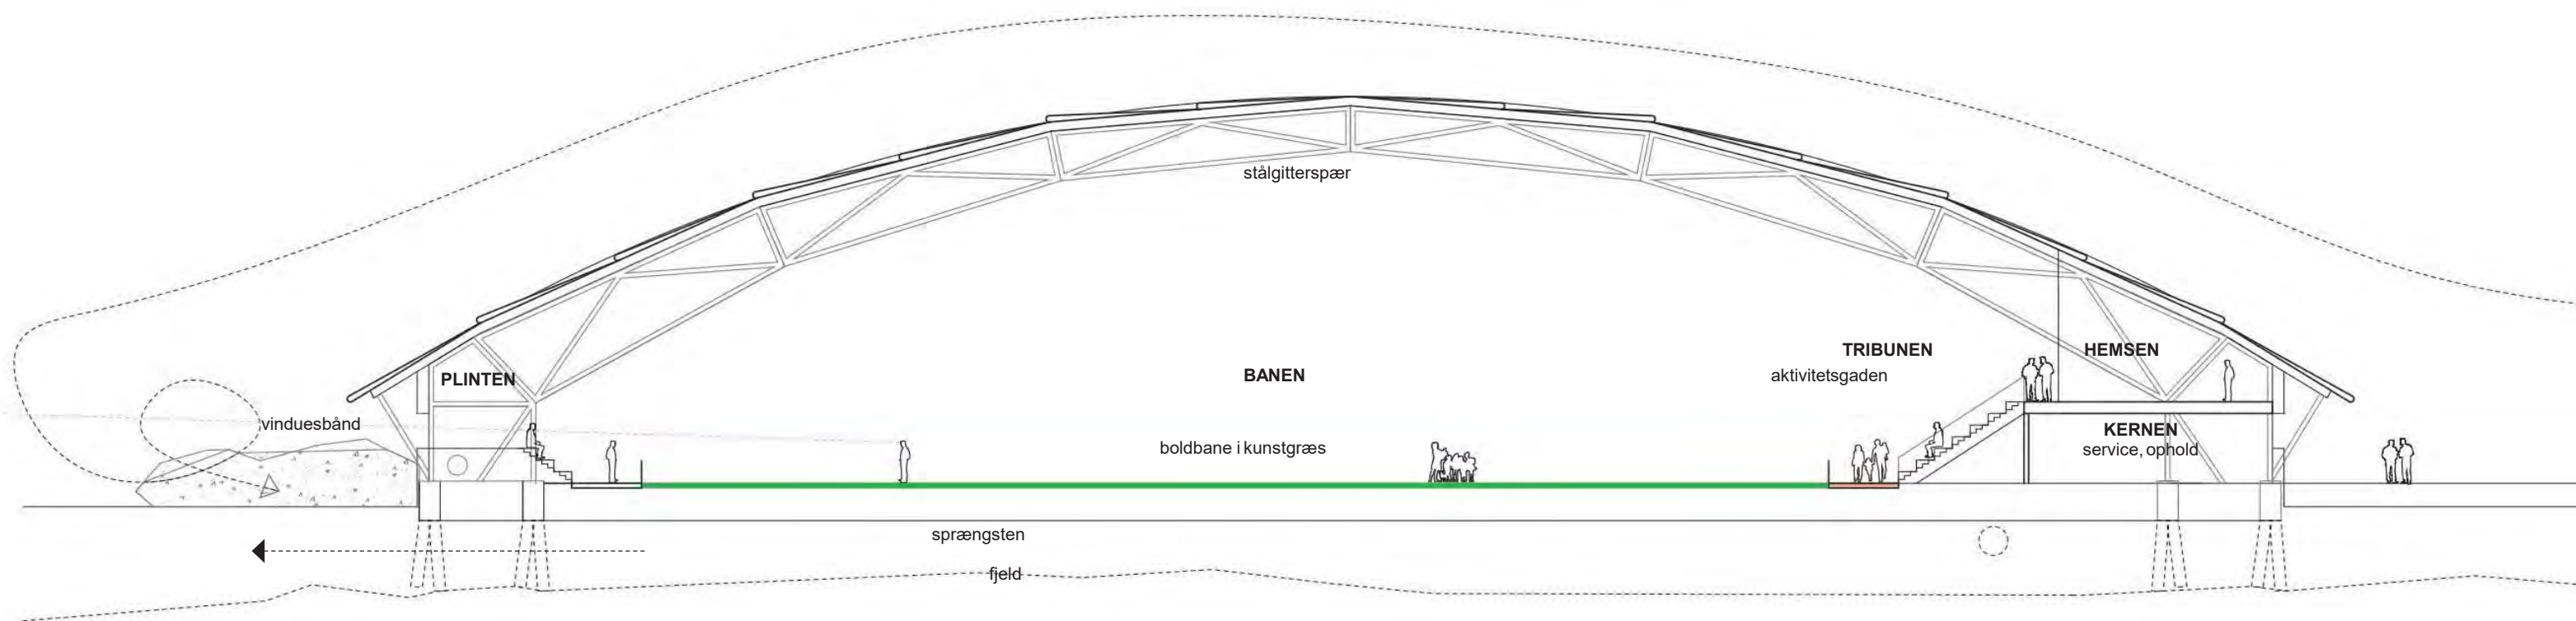 stålgitterspær
PLINTEN
BANEN
TRIBUNEN
aktivitetsgaden
HEMSEN
vinduesbånd
boldbane i kunstgræs
KERNEN
service, ophold
sprængsten
fjeld